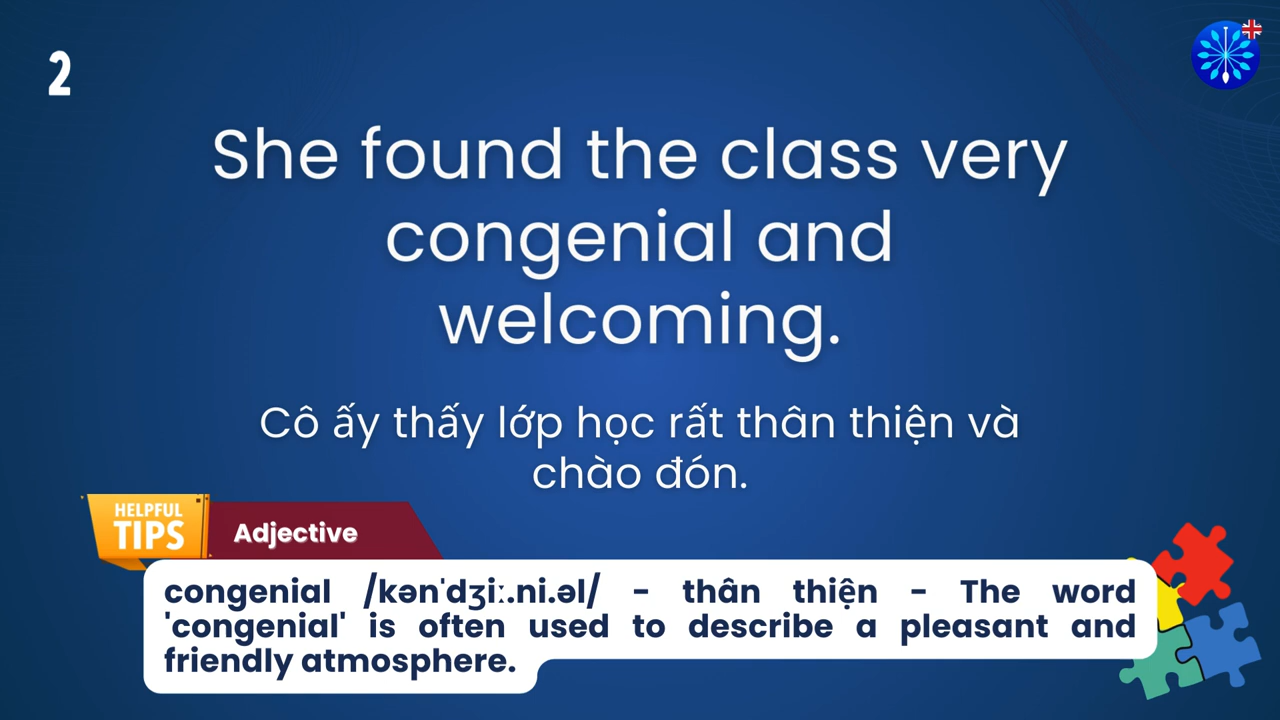 2
She found the class very
congenial and
welcoming.
Cô ấy thấy lớp học rất thân thiện và
chào đón.
HELPFUL
TIPS
Adjective
congenial /kənˈdʒiː.ni.əl/ - thân thiện - The word
'congenial' is often used to describe a pleasant and
friendly atmosphere.